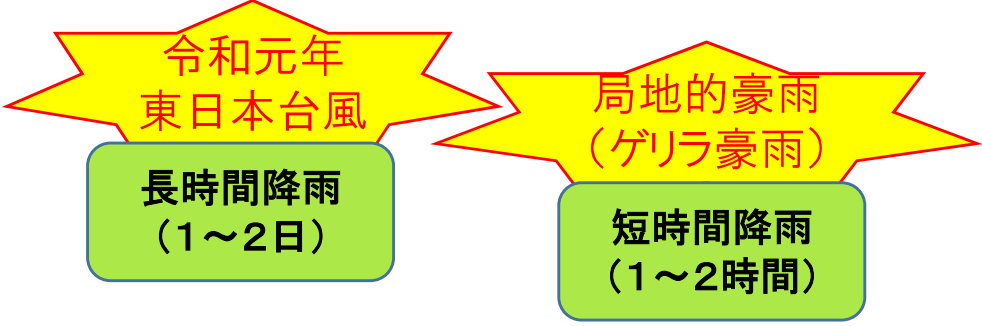 令和元年
東日本台風
長時間降雨
（１～２日）
局地的豪雨
（ゲリラ豪雨）
短時間降雨
（１～２時間）